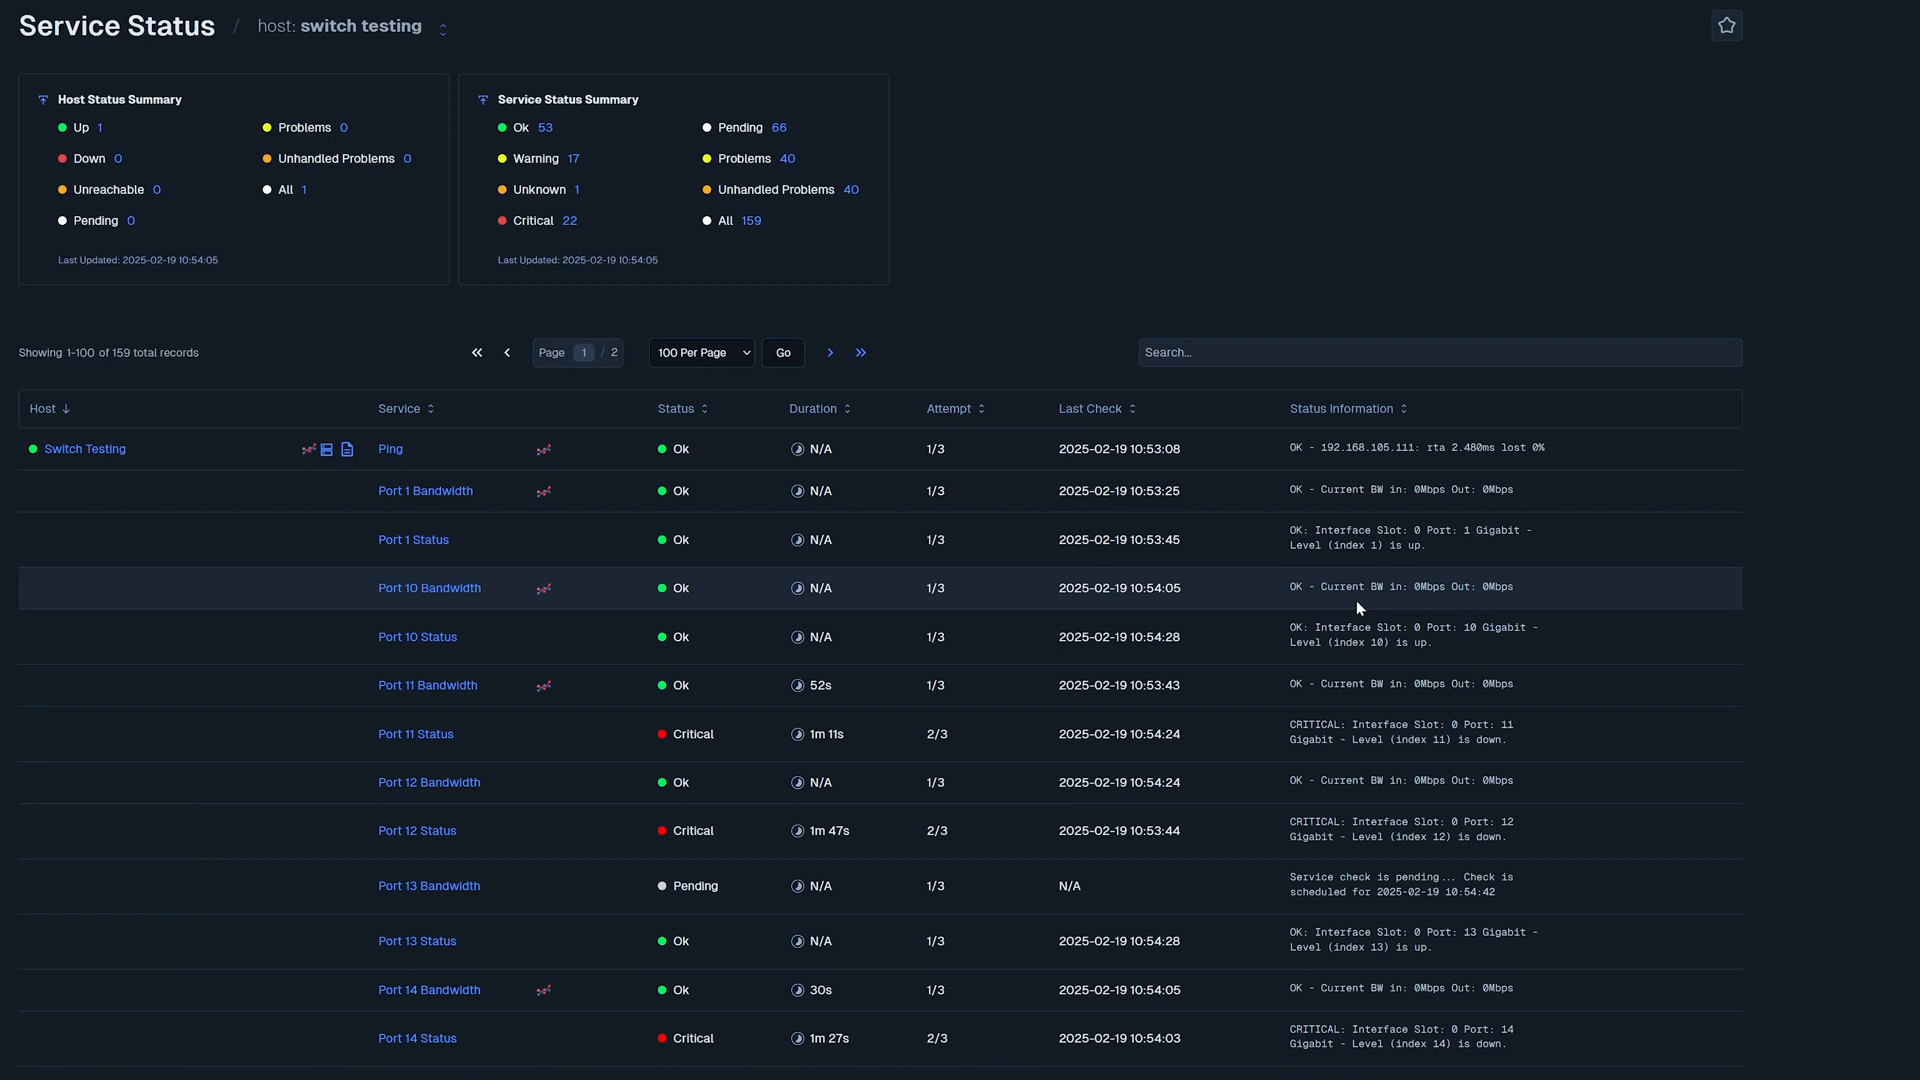 Service Status / host: switch testing
Host Status Summary
Up 1 Problems 0
Down 0 Unhandled Problems 0
Unreachable 0 All 1
Pending 0
Last Updated: 2025-02-19 10:54:05
Service Status Summary
Ok 53 Pending 66
Warning 17 Problems 40
Unknown 1 Unhandled Problems 40
Critical 22 All 159
Last Updated: 2025-02-19 10:54:05
Showing 1-100 of 159 total records
Page 1 / 2
100 Per Page
Go
Search...
Host Service Status Duration Attempt Last Check Status Information
Switch Testing Ping Ok N/A 1/3 2025-02-19 10:53:08 OK - 192.168.105.111: rta 2.480ms lost 0%
Port 1 Bandwidth Ok N/A 1/3 2025-02-19 10:53:25 OK - Current BW in: 0Mbps Out: 0Mbps
Port 1 Status Ok N/A 1/3 2025-02-19 10:53:45 OK: Interface Slot: 0 Port: 1 Gigabit -
Level (index 1) is up.
Port 10 Bandwidth Ok N/A 1/3 2025-02-19 10:54:05 OK - Current BW in: 0Mbps Out: 0Mbps
Port 10 Status Ok N/A 1/3 2025-02-19 10:54:28 OK: Interface Slot: 0 Port: 10 Gigabit -
Level (index 10) is up.
Port 11 Bandwidth Ok 52s 1/3 2025-02-19 10:53:43 OK - Current BW in: 0Mbps Out: 0Mbps
Port 11 Status Critical 1m 11s 2/3 2025-02-19 10:54:24 CRITICAL: Interface Slot: 0 Port: 11
Gigabit - Level (index 11) is down.
Port 12 Bandwidth Ok N/A 1/3 2025-02-19 10:54:24 OK - Current BW in: 0Mbps Out: 0Mbps
Port 12 Status Critical 1m 47s 2/3 2025-02-19 10:53:44 CRITICAL: Interface Slot: 0 Port: 12
Gigabit - Level (index 12) is down.
Port 13 Bandwidth Pending N/A 1/3 N/A Service check is pending... Check is
scheduled for 2025-02-19 10:54:42
Port 13 Status Ok N/A 1/3 2025-02-19 10:54:28 OK: Interface Slot: 0 Port: 13 Gigabit -
Level (index 13) is up.
Port 14 Bandwidth Ok 30s 1/3 2025-02-19 10:54:05 OK - Current BW in: 0Mbps Out: 0Mbps
Port 14 Status Critical 1m 27s 2/3 2025-02-19 10:54:03 CRITICAL: Interface Slot: 0 Port: 14
Gigabit - Level (index 14) is down.